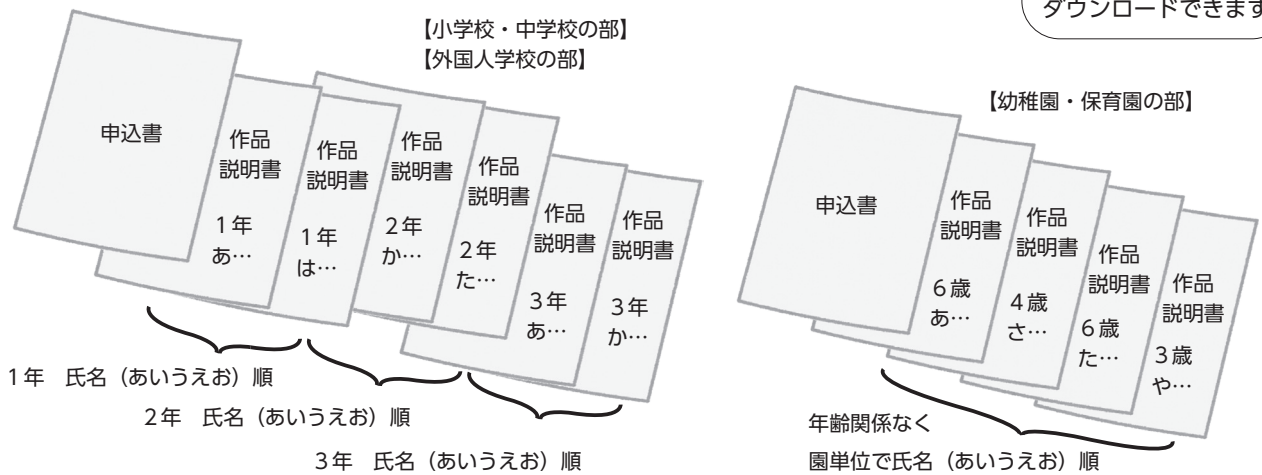 ダウンロードできます
【小学校・中学校の部】
【外国人学校の部】
申込書
作品
説明書
1年
あ…
作品
説明書
1年
は…
作品
説明書
2年
か…
作品
説明書
2年
た…
作品
説明書
3年
あ…
作品
説明書
3年
か…
1年 氏名(あいうえお)順
2年 氏名(あいうえお)順
3年 氏名(あいうえお)順
【幼稚園・保育園の部】
申込書
作品
説明書
6歳
あ…
作品
説明書
4歳
さ…
作品
説明書
6歳
た…
作品
説明書
3歳
や…
年齢関係なく
園単位で氏名(あいうえお)順